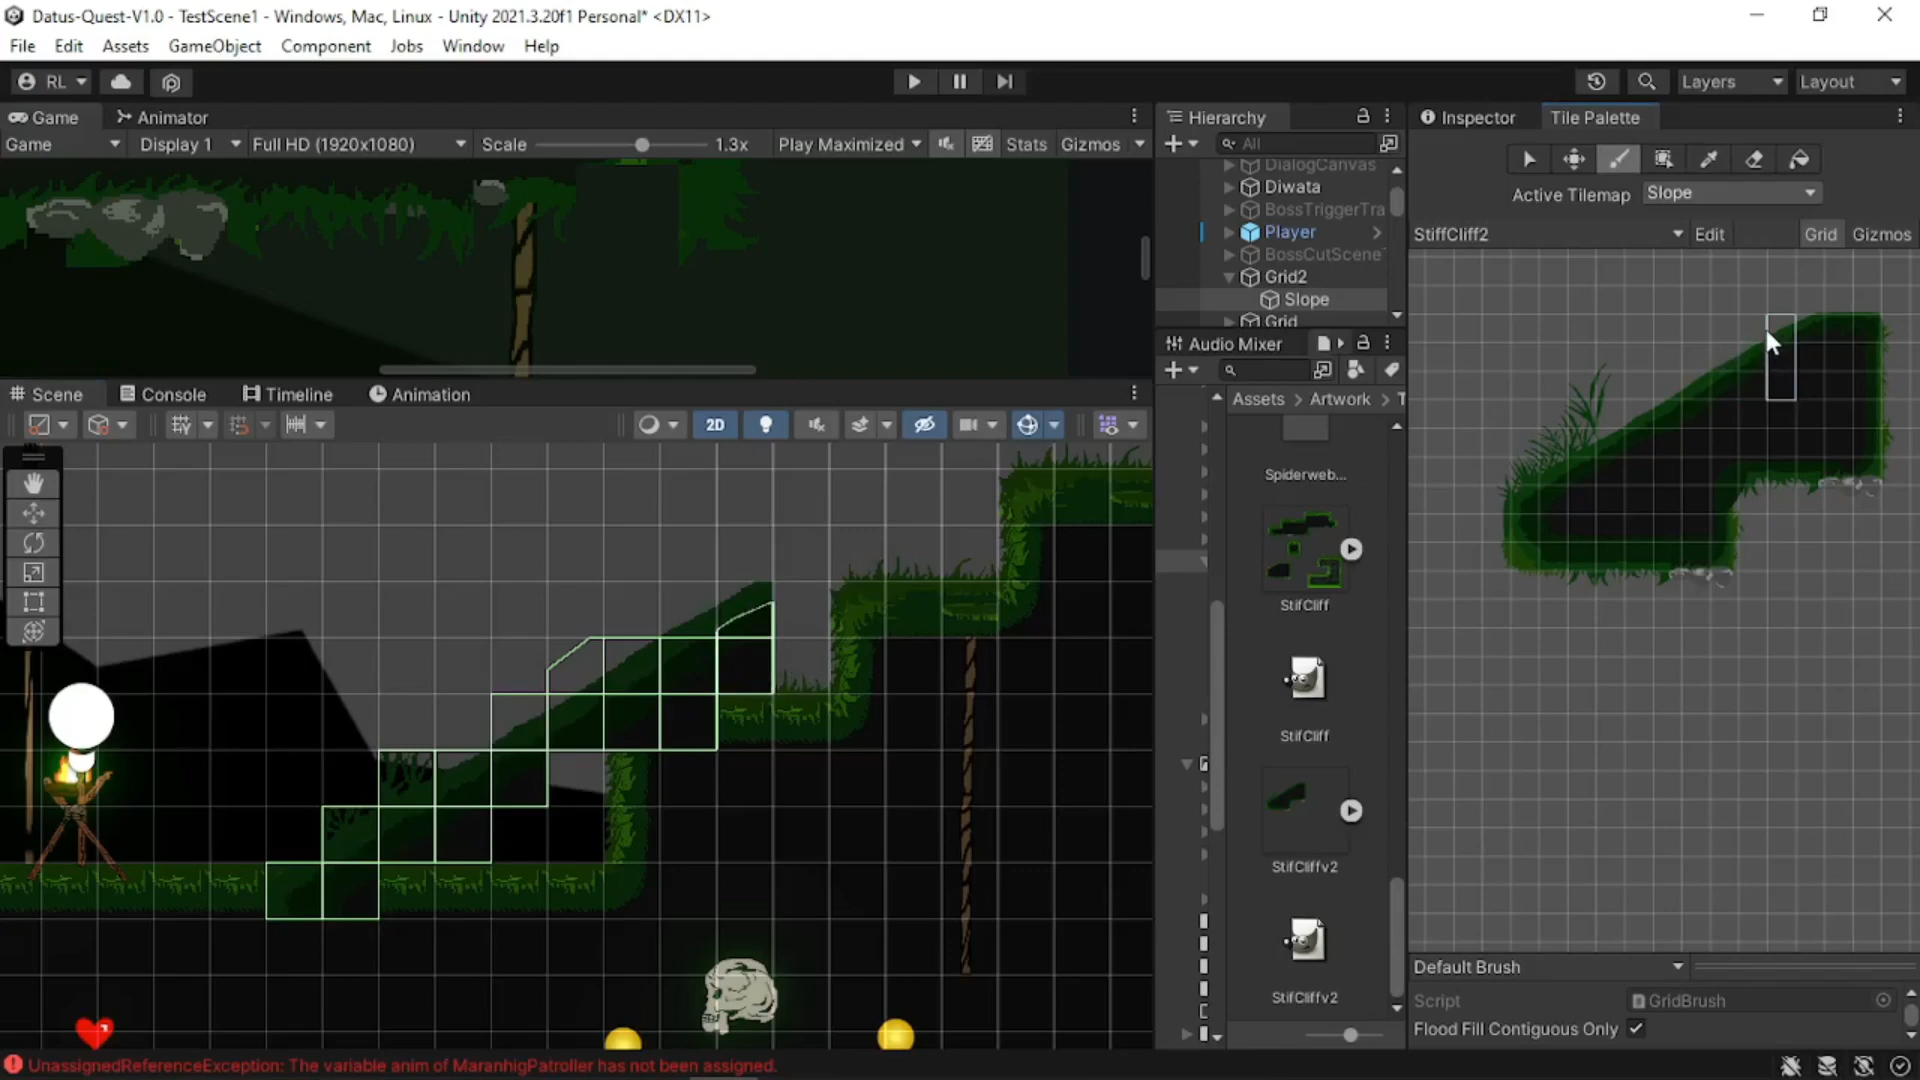 Datus-Quest-V1.0 - TestScene1 - Windows, Mac, Linux - Unity 2021.3.20f1 Personal* <DX11>
File Edit Assets GameObject Component Jobs Window Help
RL Layers Layout
Game Animator
Game Display 1 Full HD (1920x1080) Scale 1.3x Play Maximized Stats Gizmos
Hierarchy
All
DialogCanvas
Diwata
BossTriggerTra
Player
BossCutScene
Grid2
Slope
Grid
Inspector Tile Palette
Active Tilemap Slope
StiffCliff2 Edit Grid Gizmos
Scene Console Timeline Animation
2D
Audio Mixer
Assets > Artwork > T
Spiderweb...
StifCliff
StifCliff
StifCliffv2
StifCliffv2
Default Brush
Script GridBrush
Flood Fill Contiguous Only
UnassignedReferenceException: The variable anim of MaranhigPatroller has not been assigned.